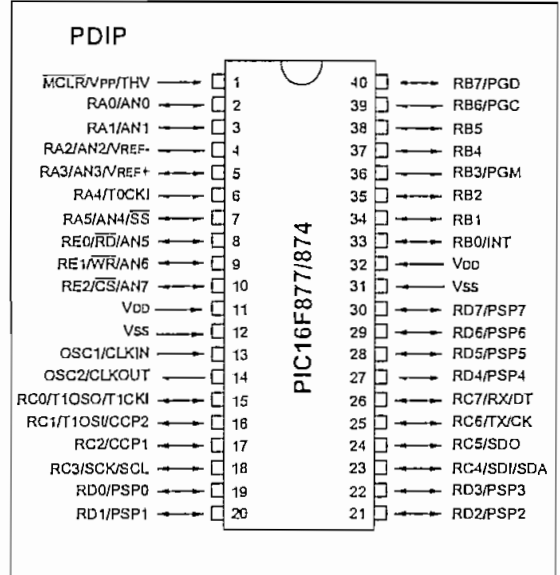 PDIP
MCLR/VPP/THV 1
RA0/AN0 2
RA1/AN1 3
RA2/AN2/VREF- 4
RA3/AN3/VREF+ 5
RA4/T0CKI 6
RA5/AN4/SS 7
RE0/RD/AN5 8
RE1/WR/AN6 9
RE2/CS/AN7 10
VDD 11
VSS 12
OSC1/CLKIN 13
OSC2/CLKOUT 14
RC0/T1OSO/T1CKI 15
RC1/T1OSI/CCP2 16
RC2/CCP1 17
RC3/SCK/SCL 18
RD0/PSP0 19
RD1/PSP1 20
PIC16F877/874
40 RB7/PGD
39 RB6/PGC
38 RB5
37 RB4
36 RB3/PGM
35 RB2
34 RB1
33 RB0/INT
32 VDD
31 VSS
30 RD7/PSP7
29 RD6/PSP6
28 RD5/PSP5
27 RD4/PSP4
26 RC7/RX/DT
25 RC6/TX/CK
24 RC5/SDO
23 RC4/SDI/SDA
22 RD3/PSP3
21 RD2/PSP2